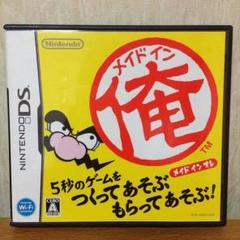 Nintendo
NINTENDO DS
メイド イン
俺
TM
メイド イン オレ
5秒のゲームを
つくってあそぶ
もらってあそぶ!
Wi Fi
CERO
A